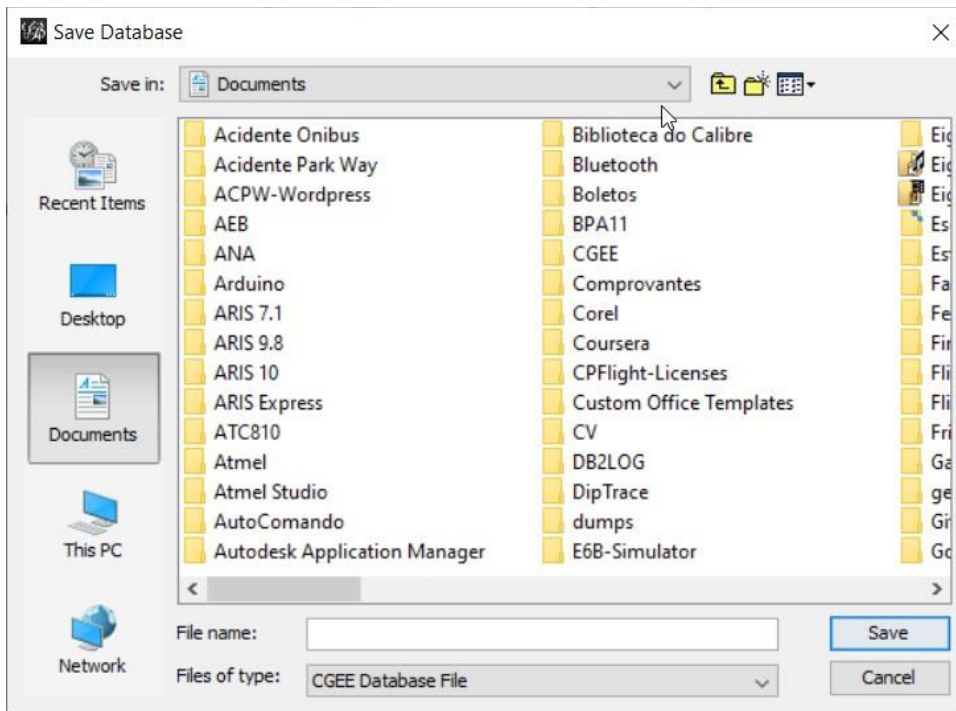 Save Database
Save in:
Documents
Recent Items
Desktop
Documents
This PC
Network
Acidente Onibus
Acidente Park Way
ACPW-Wordpress
AEB
ANA
Arduino
ARIS 7.1
ARIS 9.8
ARIS 10
ARIS Express
ATC810
Atmel
Atmel Studio
AutoComando
Autodesk Application Manager
Biblioteca do Calibre
Bluetooth
Boletos
BPA11
CGEE
Comprovantes
Corel
Coursera
CPFlight-Licenses
Custom Office Templates
CV
DB2LOG
DipTrace
dumps
E6B-Simulator
File name:
Save
Files of type:
CGEE Database File
Cancel